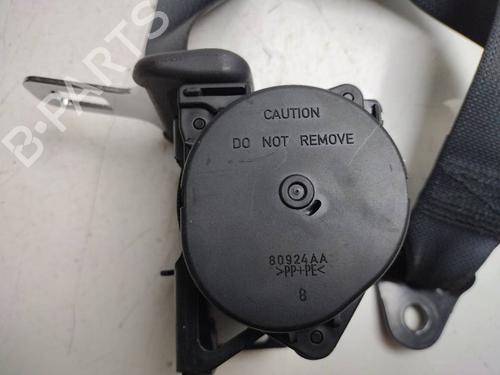 B-PARTS
CAUTION
DO NOT REMOVE
80924AA
>PP+PE<
8